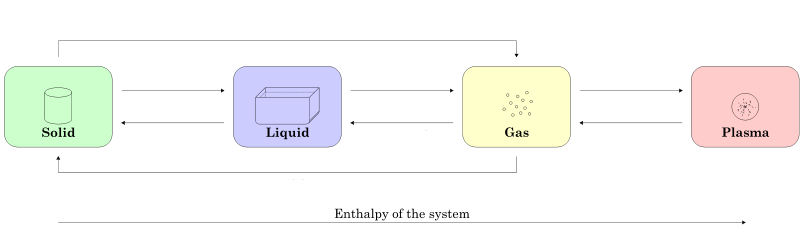 Solid
Liquid
Gas
Plasma
Enthalpy of the system